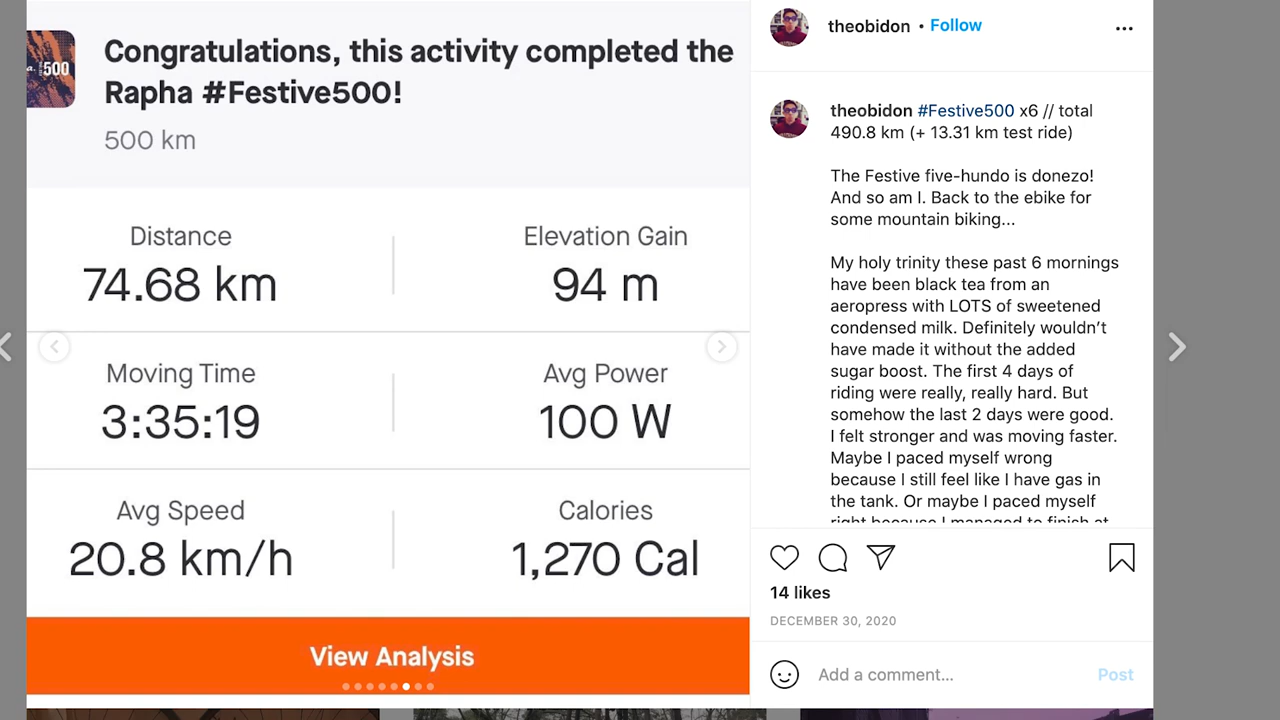 a. 500
Congratulations, this activity completed the
Rapha #Festive500!
500 km
Distance
74.68 km
Elevation Gain
94 m
Moving Time
3:35:19
Avg Power
100 W
Avg Speed
20.8 km/h
Calories
1,270 Cal
View Analysis
theobidon • Follow
theobidon #Festive500 x6 // total
490.8 km (+ 13.31 km test ride)
The Festive five-hundo is donezo!
And so am I. Back to the ebike for
some mountain biking...
My holy trinity these past 6 mornings
have been black tea from an
aeropress with LOTS of sweetened
condensed milk. Definitely wouldn't
have made it without the added
sugar boost. The first 4 days of
riding were really, really hard. But
somehow the last 2 days were good.
I felt stronger and was moving faster.
Maybe I paced myself wrong
because I still feel like I have gas in
the tank. Or maybe I paced myself
right because I managed to finish at
14 likes
DECEMBER 30, 2020
Add a comment...
Post